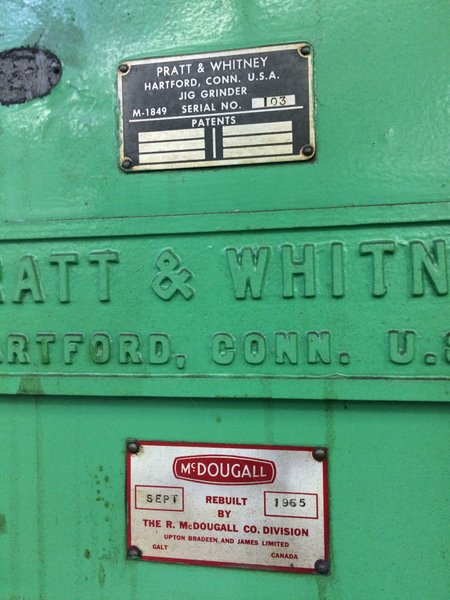 PRATT & WHITNEY
HARTFORD, CONN. U.S.A.
JIG GRINDER
M-1849 SERIAL NO. 103
PATENTS
RATT & WHITN
ARTFORD, CONN. U.S
McDOUGALL
SEPT REBUILT 1965
BY
THE R. McDOUGALL CO. DIVISION
UPTON BRADEEN, AND JAMES LIMITED
GALT CANADA